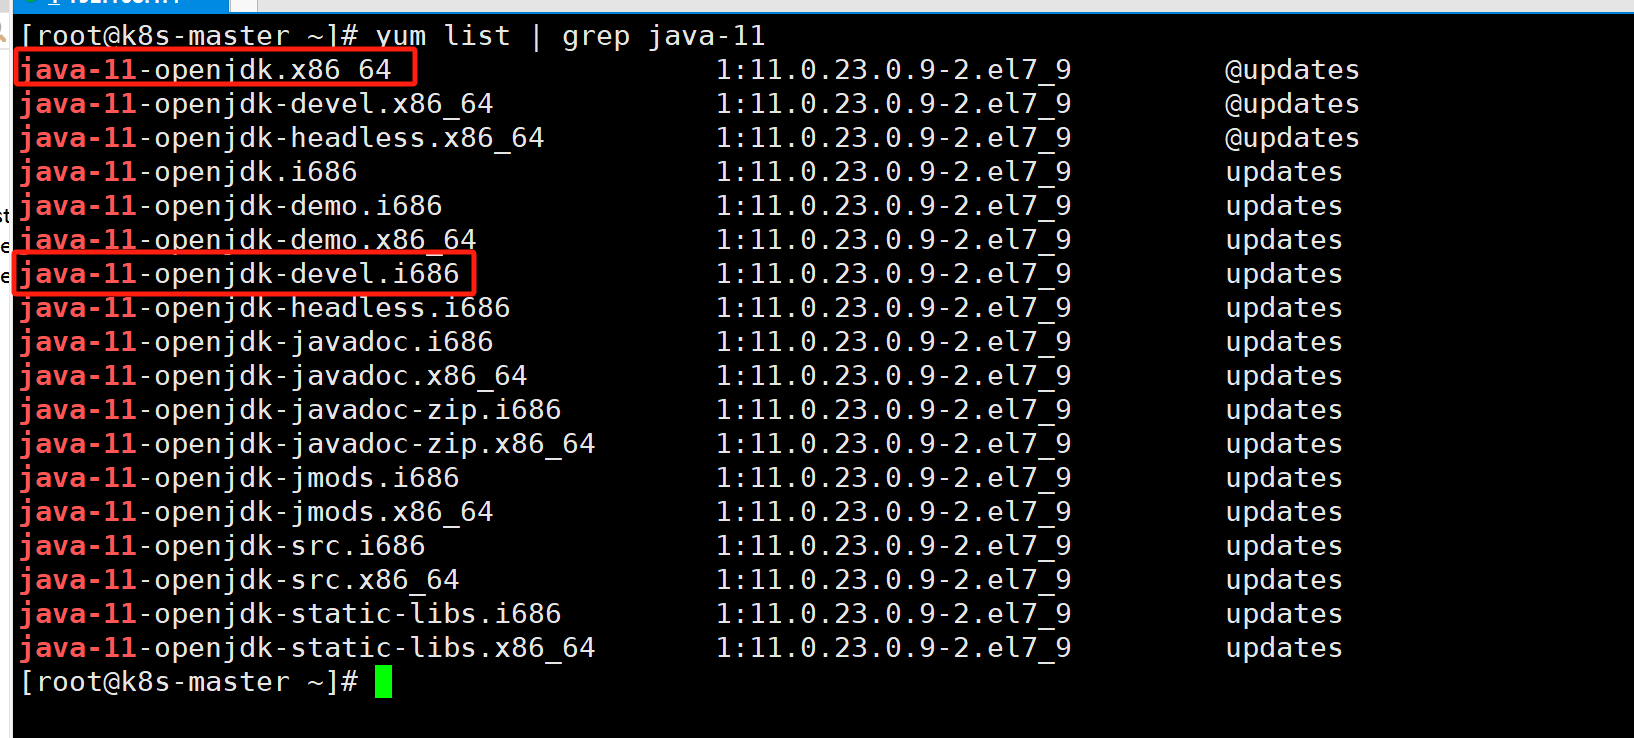 [root@k8s-master ~]# yum list | grep java-11
java-11-openjdk.x86_64 1:11.0.23.0.9-2.el7_9 @updates
java-11-openjdk-devel.x86_64 1:11.0.23.0.9-2.el7_9 @updates
java-11-openjdk-headless.x86_64 1:11.0.23.0.9-2.el7_9 @updates
java-11-openjdk.i686 1:11.0.23.0.9-2.el7_9 updates
java-11-openjdk-demo.i686 1:11.0.23.0.9-2.el7_9 updates
java-11-openjdk-demo.x86_64 1:11.0.23.0.9-2.el7_9 updates
java-11-openjdk-devel.i686 1:11.0.23.0.9-2.el7_9 updates
java-11-openjdk-headless.i686 1:11.0.23.0.9-2.el7_9 updates
java-11-openjdk-javadoc.i686 1:11.0.23.0.9-2.el7_9 updates
java-11-openjdk-javadoc.x86_64 1:11.0.23.0.9-2.el7_9 updates
java-11-openjdk-javadoc-zip.i686 1:11.0.23.0.9-2.el7_9 updates
java-11-openjdk-javadoc-zip.x86_64 1:11.0.23.0.9-2.el7_9 updates
java-11-openjdk-jmods.i686 1:11.0.23.0.9-2.el7_9 updates
java-11-openjdk-jmods.x86_64 1:11.0.23.0.9-2.el7_9 updates
java-11-openjdk-src.i686 1:11.0.23.0.9-2.el7_9 updates
java-11-openjdk-src.x86_64 1:11.0.23.0.9-2.el7_9 updates
java-11-openjdk-static-libs.i686 1:11.0.23.0.9-2.el7_9 updates
java-11-openjdk-static-libs.x86_64 1:11.0.23.0.9-2.el7_9 updates
[root@k8s-master ~]#